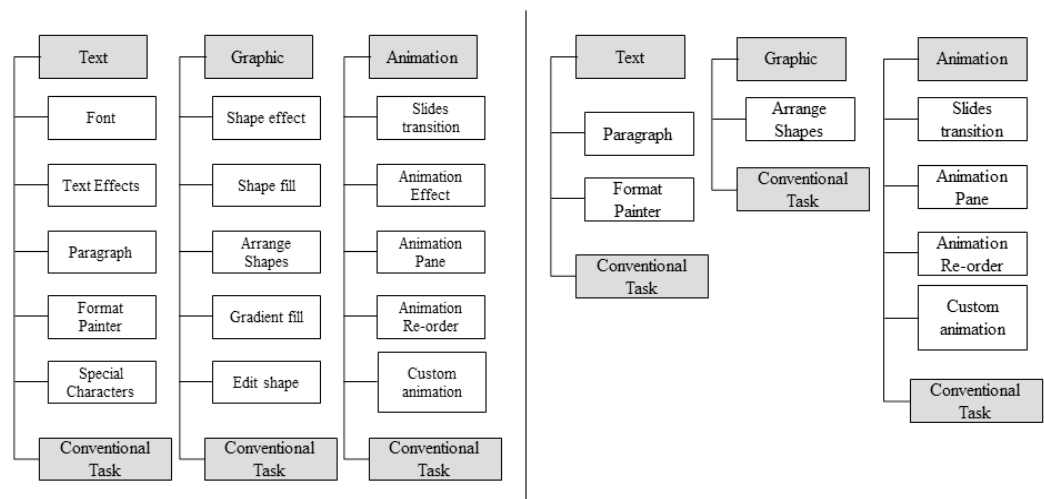 Text
Font
Text Effects
Paragraph
Format
Painter
Special
Characters
Conventional
Task
Graphic
Shape effect
Shape fill
Arrange
Shapes
Gradient fill
Edit shape
Conventional
Task
Animation
Slides
transition
Animation
Effect
Animation
Pane
Animation
Re-order
Custom
animation
Conventional
Task
Text
Paragraph
Format
Painter
Conventional
Task
Graphic
Arrange
Shapes
Conventional
Task
Animation
Slides
transition
Animation
Pane
Animation
Re-order
Custom
animation
Conventional
Task